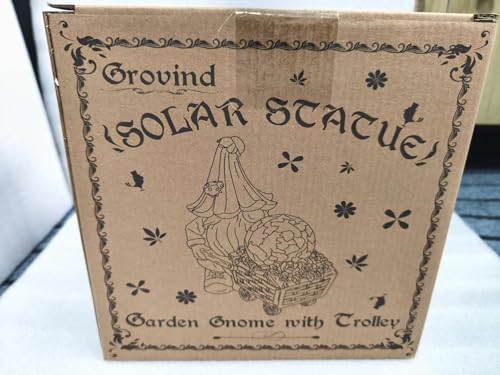 Grovind
SOLAR STATUE
Garden Gnome with Trolley